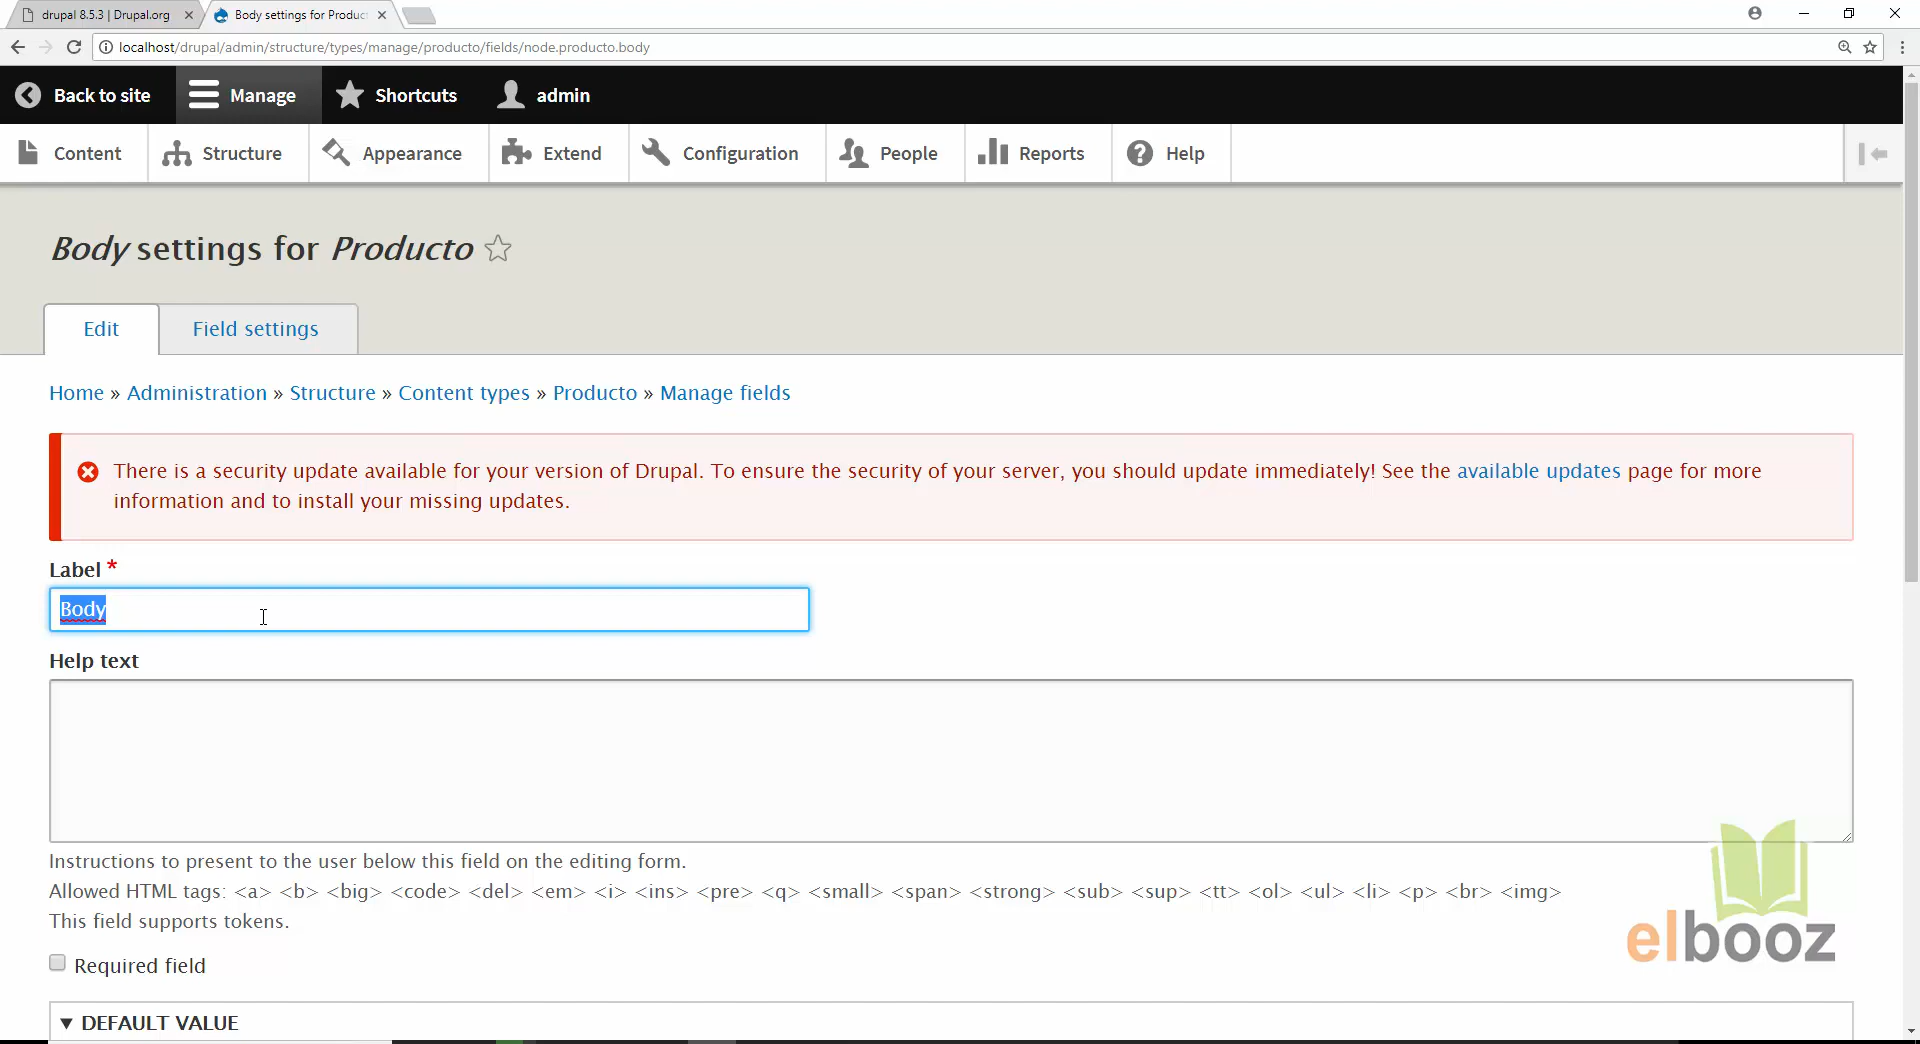 drupal 8.5.3 | Drupal.org
Body settings for Produc
localhost/drupal/admin/structure/types/manage/producto/fields/node.producto.body
Back to site
Manage
Shortcuts
admin
Content
Structure
Appearance
Extend
Configuration
People
Reports
Help
Body settings for Producto
Edit
Field settings
Home » Administration » Structure » Content types » Producto » Manage fields
There is a security update available for your version of Drupal. To ensure the security of your server, you should update immediately! See the available updates page for more
information and to install your missing updates.
Label *
Body
Help text
Instructions to present to the user below this field on the editing form.
Allowed HTML tags: <a> <b> <big> <code> <del> <em> <i> <ins> <pre> <q> <small> <span> <strong> <sub> <sup> <tt> <ol> <ul> <li> <p> <br> <img>
This field supports tokens.
elbooz
Required field
▼ DEFAULT VALUE